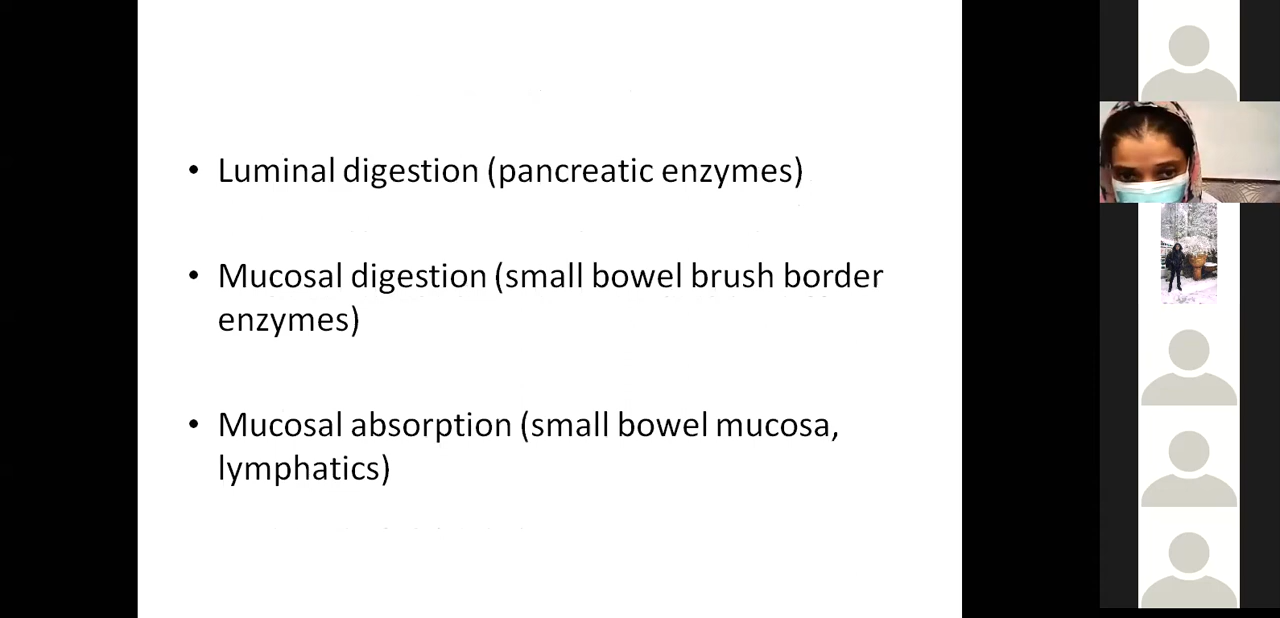 • Luminal digestion (pancreatic enzymes)
• Mucosal digestion (small bowel brush border
enzymes)
• Mucosal absorption (small bowel mucosa,
lymphatics)